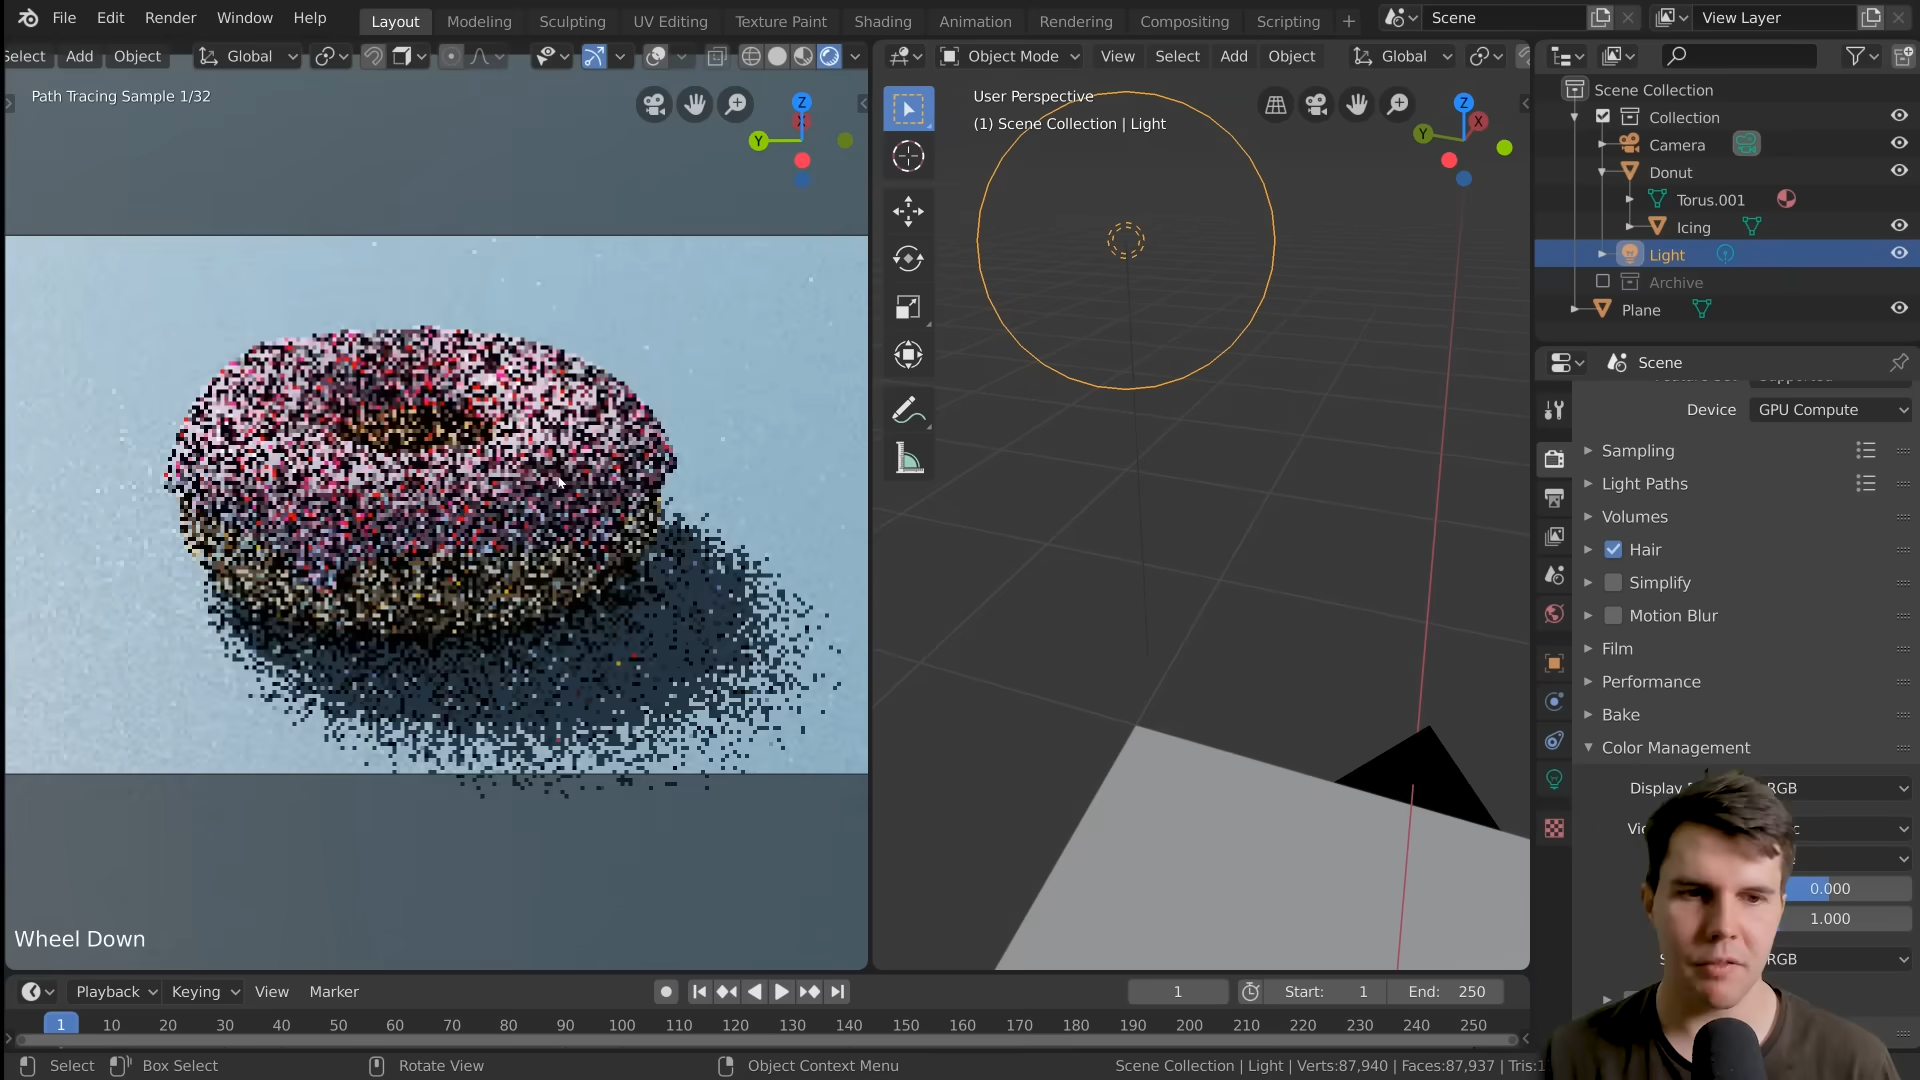 File Edit Render Window Help Layout Modeling Sculpting UV Editing Texture Paint Shading Animation Rendering Compositing Scripting + Scene View Layer
Select Add Object Global Object Mode View Select Add Object Global
Path Tracing Sample 1/32
User Perspective
(1) Scene Collection | Light
Z
X
Y
Z
X
Y
Scene Collection
Collection
Camera
Donut
Torus.001
Icing
Light
Archive
Plane
Scene
Device GPU Compute
Sampling
Light Paths
Volumes
Hair
Simplify
Motion Blur
Film
Performance
Bake
Color Management
Display RGB
0.000
1.000
RGB
Wheel Down
Playback Keying View Marker 1 Start: 1 End: 250
1 10 20 30 40 50 60 70 80 90 100 110 120 130 140 150 160 170 180 190 200 210 220 230 240 250
Select Box Select Rotate View Object Context Menu Scene Collection | Light | Verts:87,940 | Faces:87,937 | Tris: